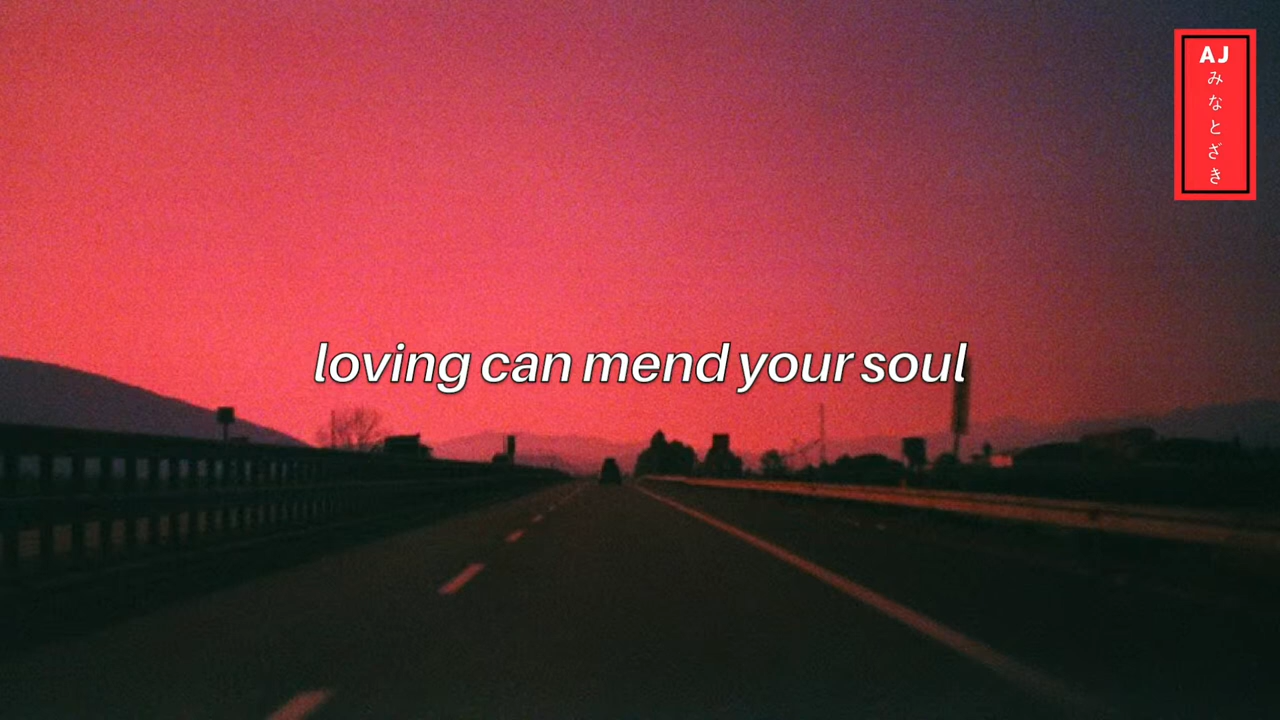 AJ
みなとざき
loving can mend your soul